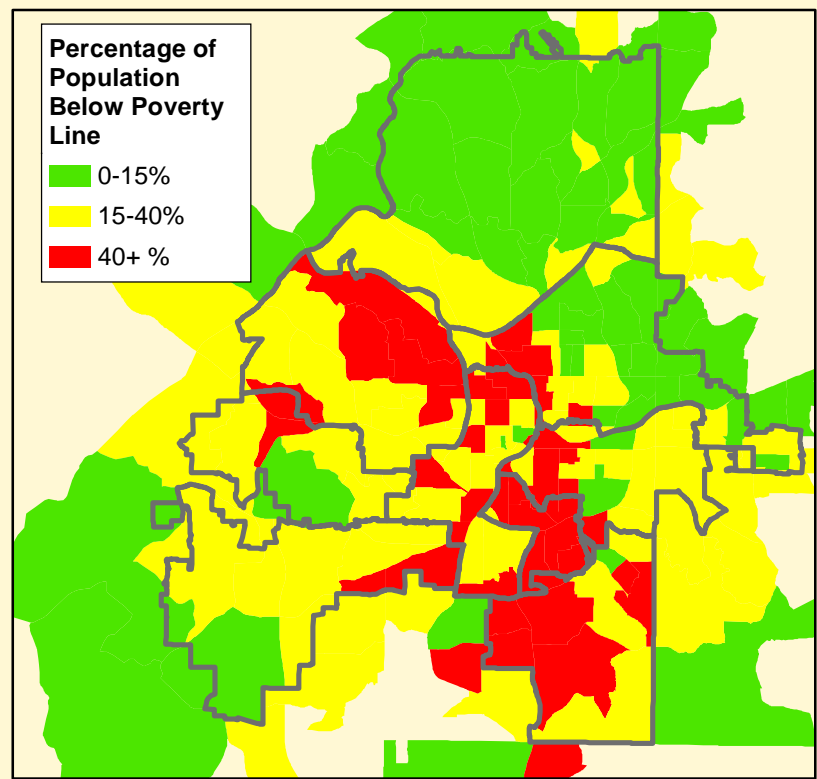 Percentage of
Population
Below Poverty
Line
0-15%
15-40%
40+ %